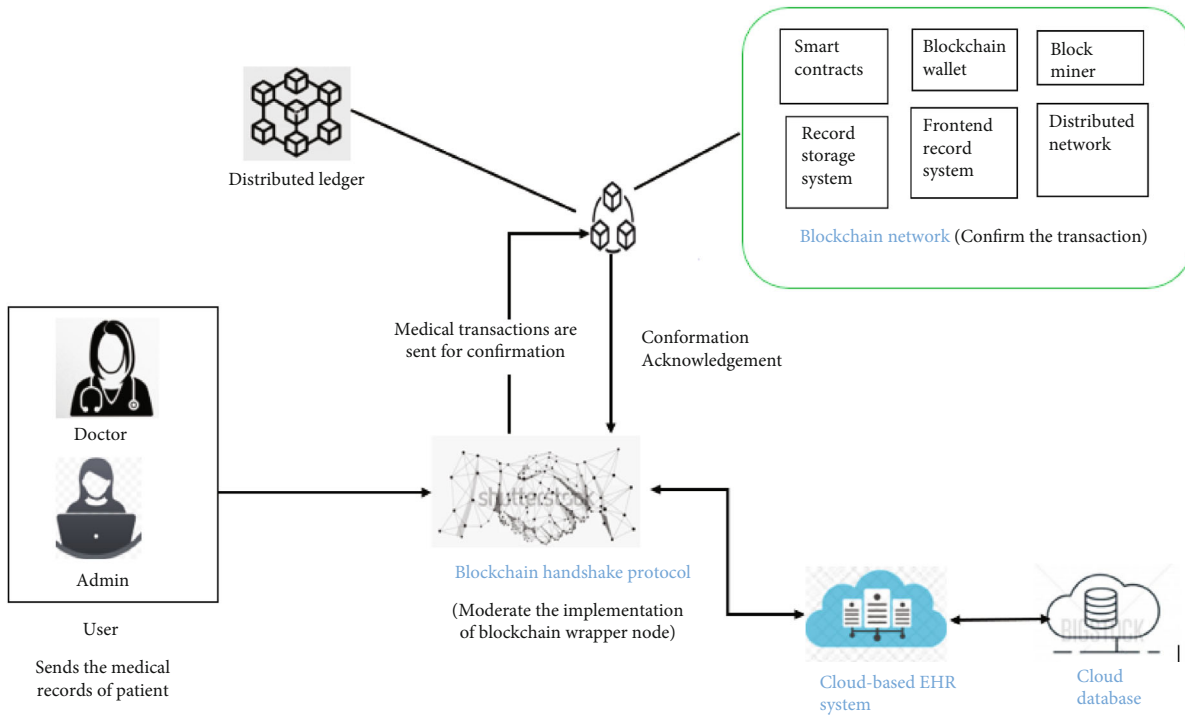 Smart
contracts
Blockchain
wallet
Block
miner
Record
storage
system
Frontend
record
system
Distributed
network
Blockchain network (Confirm the transaction)
Distributed ledger
Medical transactions are
sent for confirmation
Conformation
Acknowledgement
Doctor
Admin
User
Sends the medical
records of patient
shutterstock
Blockchain handshake protocol
(Moderate the implementation
of blockchain wrapper node)
Cloud-based EHR
system
BIGSTOCK
Cloud
database